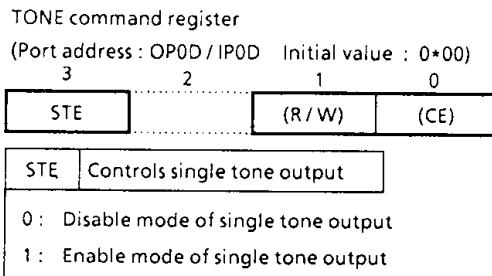 TONE command register
(Port address : OP0D / IP0D Initial value : 0*00)
3 2 1 0
STE (R / W) (CE)
STE Controls single tone output
0 : Disable mode of single tone output
1 : Enable mode of single tone output